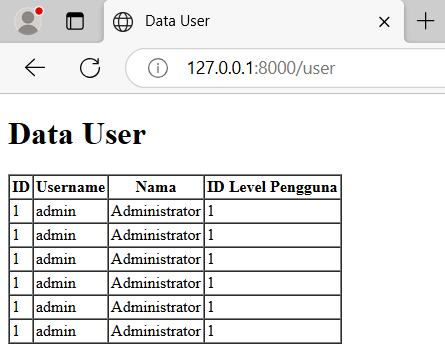 Data User
127.0.0.1:8000/user
Data User
ID Username Nama ID Level Pengguna
1 admin Administrator 1
1 admin Administrator 1
1 admin Administrator 1
1 admin Administrator 1
1 admin Administrator 1
1 admin Administrator 1